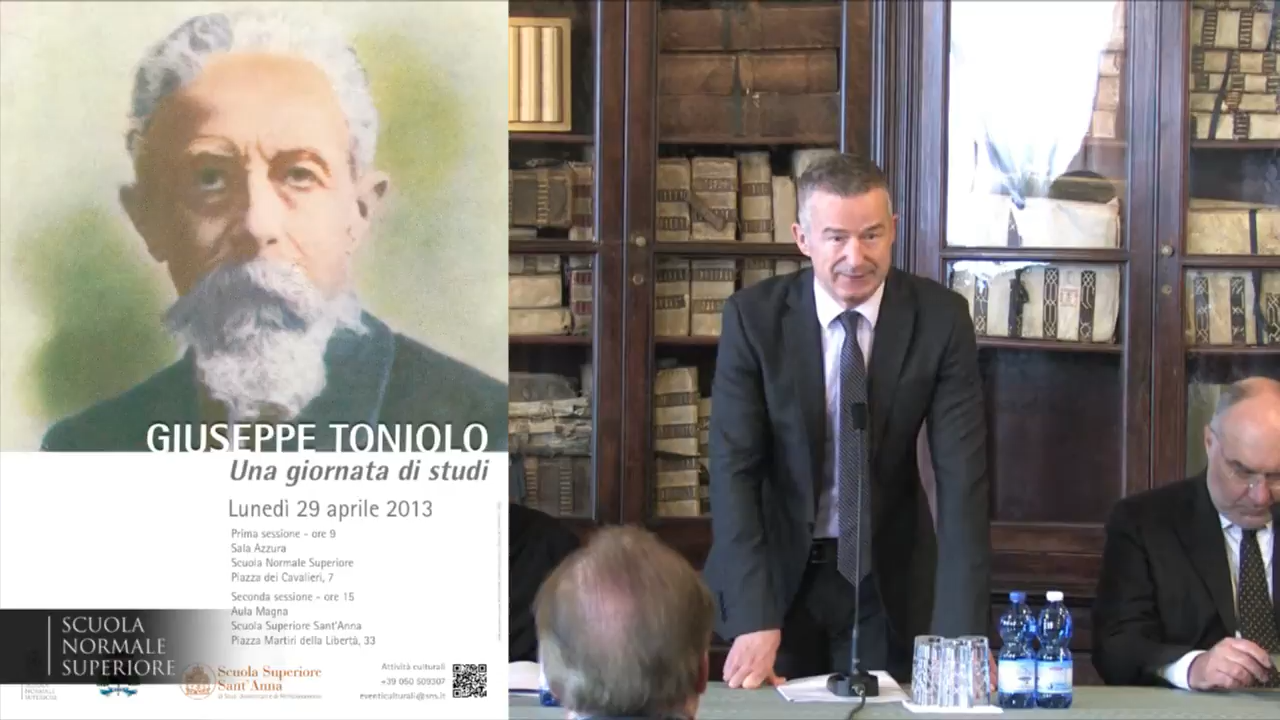 GIUSEPPE TONIOLO
Una giornata di studi
Lunedì 29 aprile 2013
Prima sessione - ore 9
Sala Azzura
Scuola Normale Superiore
Piazza dei Cavalieri, 7
Seconda sessione - ore 15
Aula Magna
Scuola Superiore Sant'Anna
Piazza Martiri della Libertà, 33
SCUOLA
NORMALE
SUPERIORE
Scuola Superiore
Sant'Anna
Attività culturali
+39 050 509307
eventiculturali@sns.it